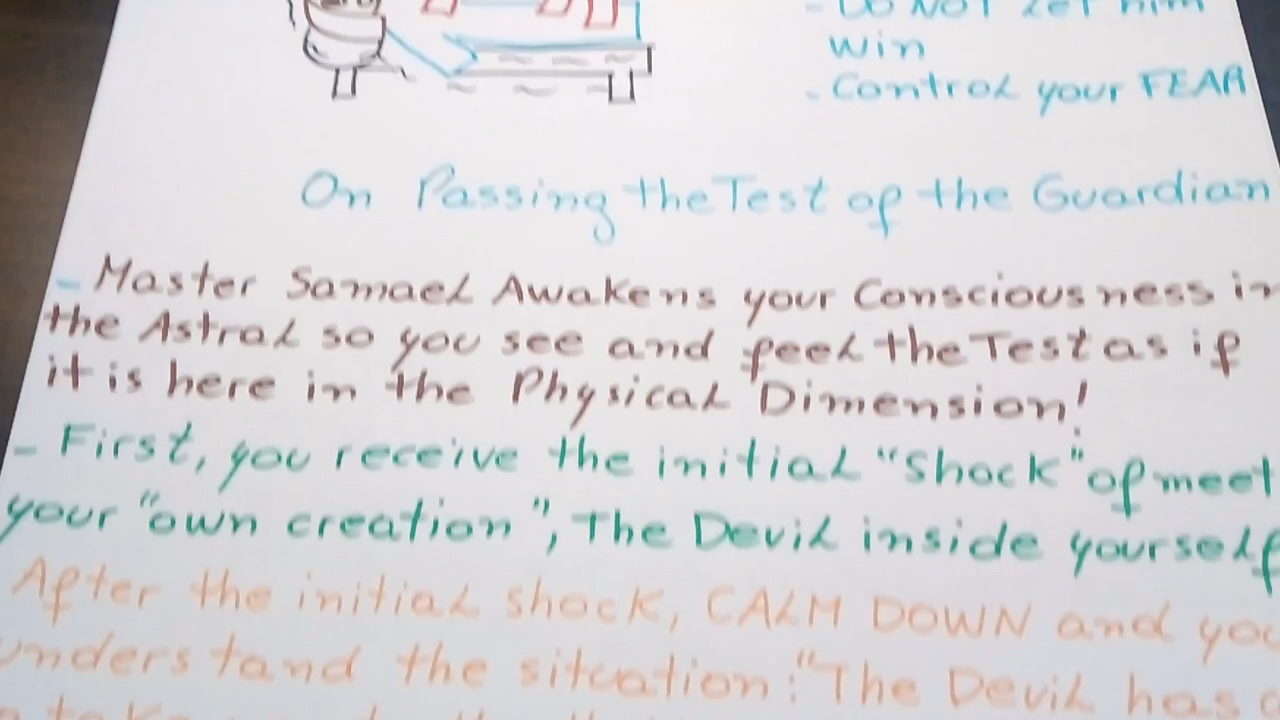 - DO NOT Let him
win
- Control your FEAR
On Passing the Test of the Guardian
- Master Samael Awakens your Consciousness in
the Astral so you see and feel the Test as if
it is here in the Physical Dimension!
- First, you receive the initial "Shock" of meet
your "own creation", The Devil inside yourself
After the initial shock, CALM DOWN and you
understand the situation: "The Devil has